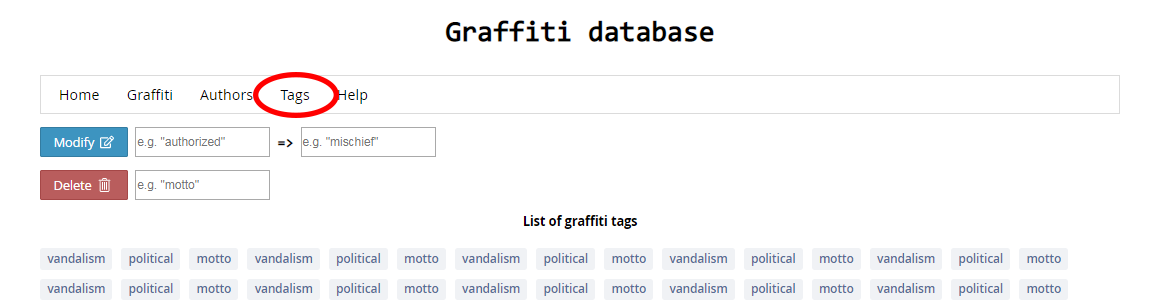 Graffiti database
Home Graffiti Authors Tags Help
Modify e.g. "authorized" => e.g. "mischief"
Delete e.g. "motto"
List of graffiti tags
vandalism political motto vandalism political motto vandalism political motto vandalism political motto vandalism political motto
vandalism political motto vandalism political motto vandalism political motto vandalism political motto vandalism political motto